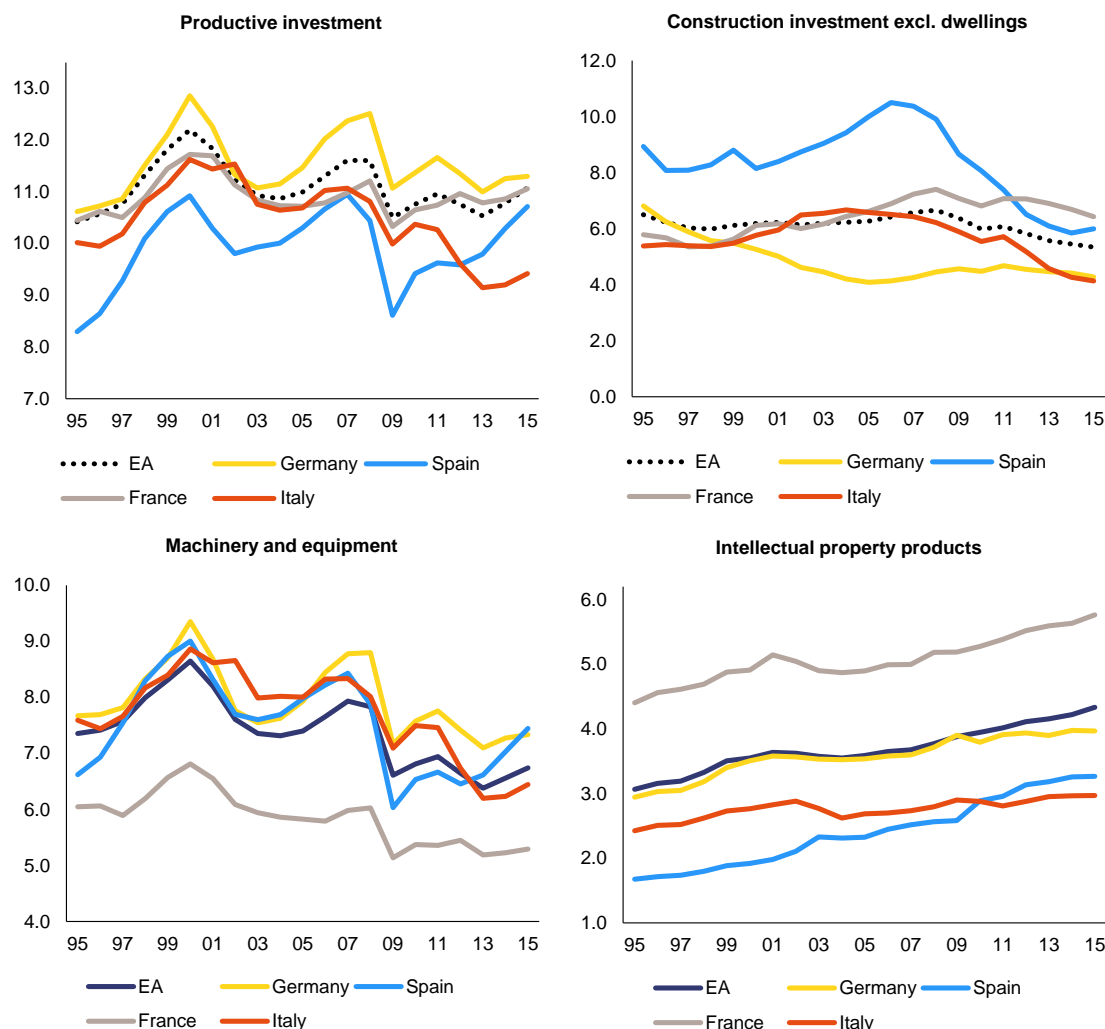 Productive investment
13.0
12.0
11.0
10.0
9.0
8.0
7.0
95 97 99 01 03 05 07 09 11 13 15
EA Germany Spain
France Italy
Construction investment excl. dwellings
12.0
10.0
8.0
6.0
4.0
2.0
0.0
95 97 99 01 03 05 07 09 11 13 15
EA Germany Spain
France Italy
Machinery and equipment
10.0
9.0
8.0
7.0
6.0
5.0
4.0
95 97 99 01 03 05 07 09 11 13 15
EA Germany Spain
France Italy
Intellectual property products
6.0
5.0
4.0
3.0
2.0
1.0
95 97 99 01 03 05 07 09 11 13 15
EA Germany Spain
France Italy